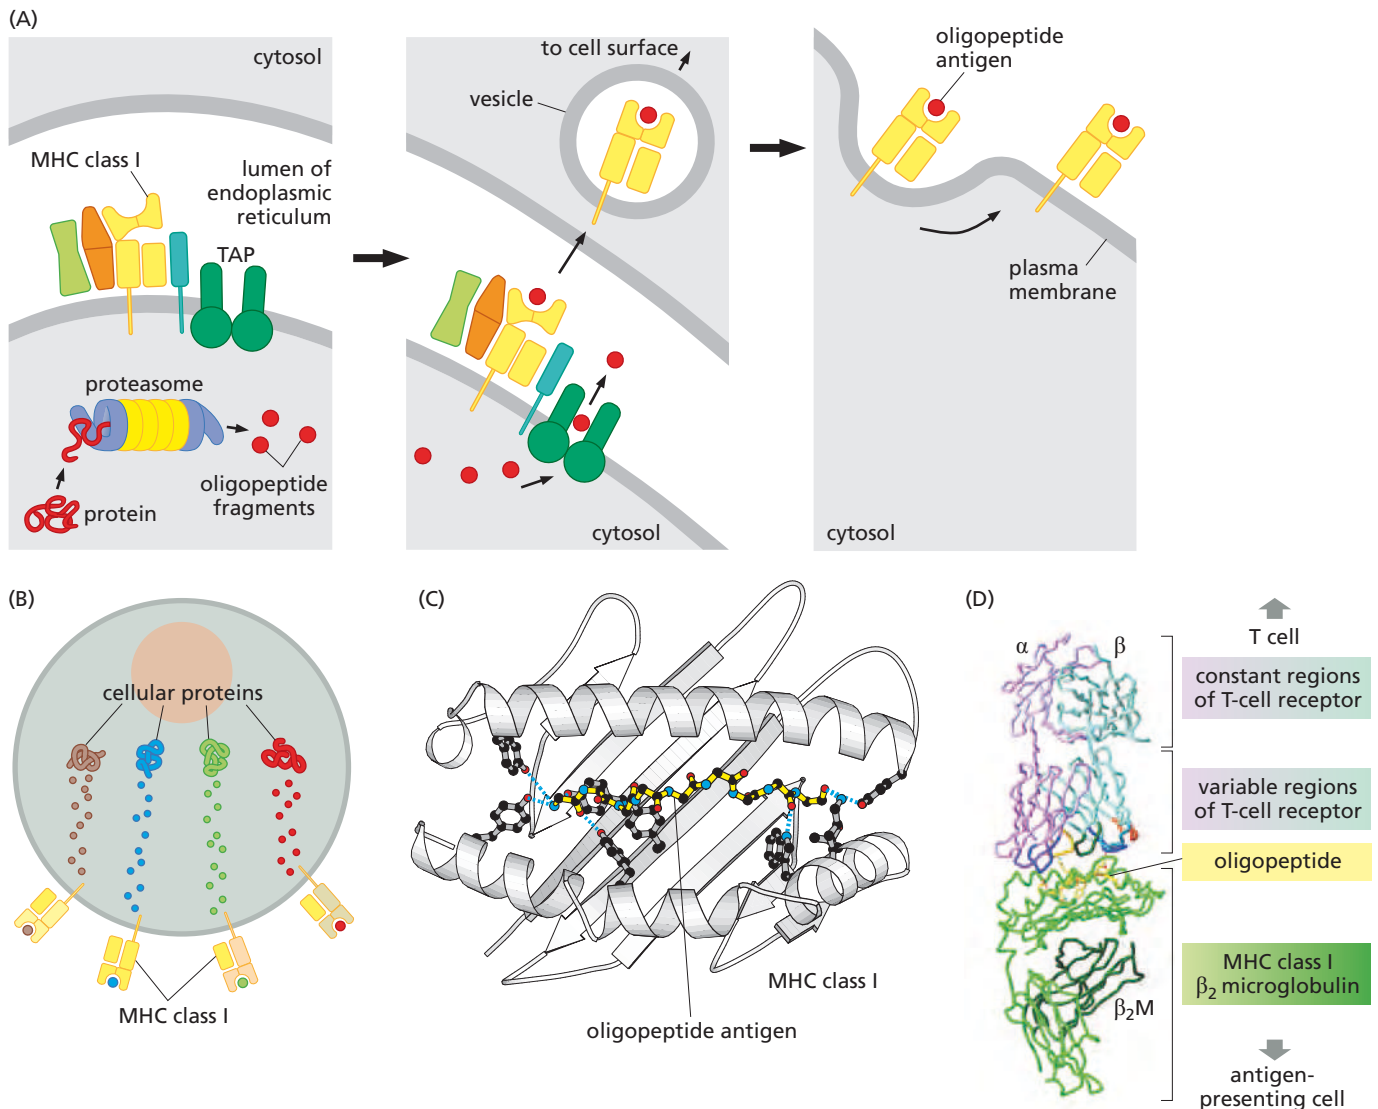 (A)
cytosol
MHC class I
lumen of
endoplasmic
reticulum
TAP
proteasome
oligopeptide
fragments
protein
to cell surface
vesicle
cytosol
oligopeptide
antigen
plasma
membrane
cytosol
(B)
cellular proteins
MHC class I
(C)
MHC class I
oligopeptide antigen
(D)
α
β
T cell
constant regions
of T-cell receptor
variable regions
of T-cell receptor
oligopeptide
MHC class I
β₂ microglobulin
β₂M
antigen-
presenting cell